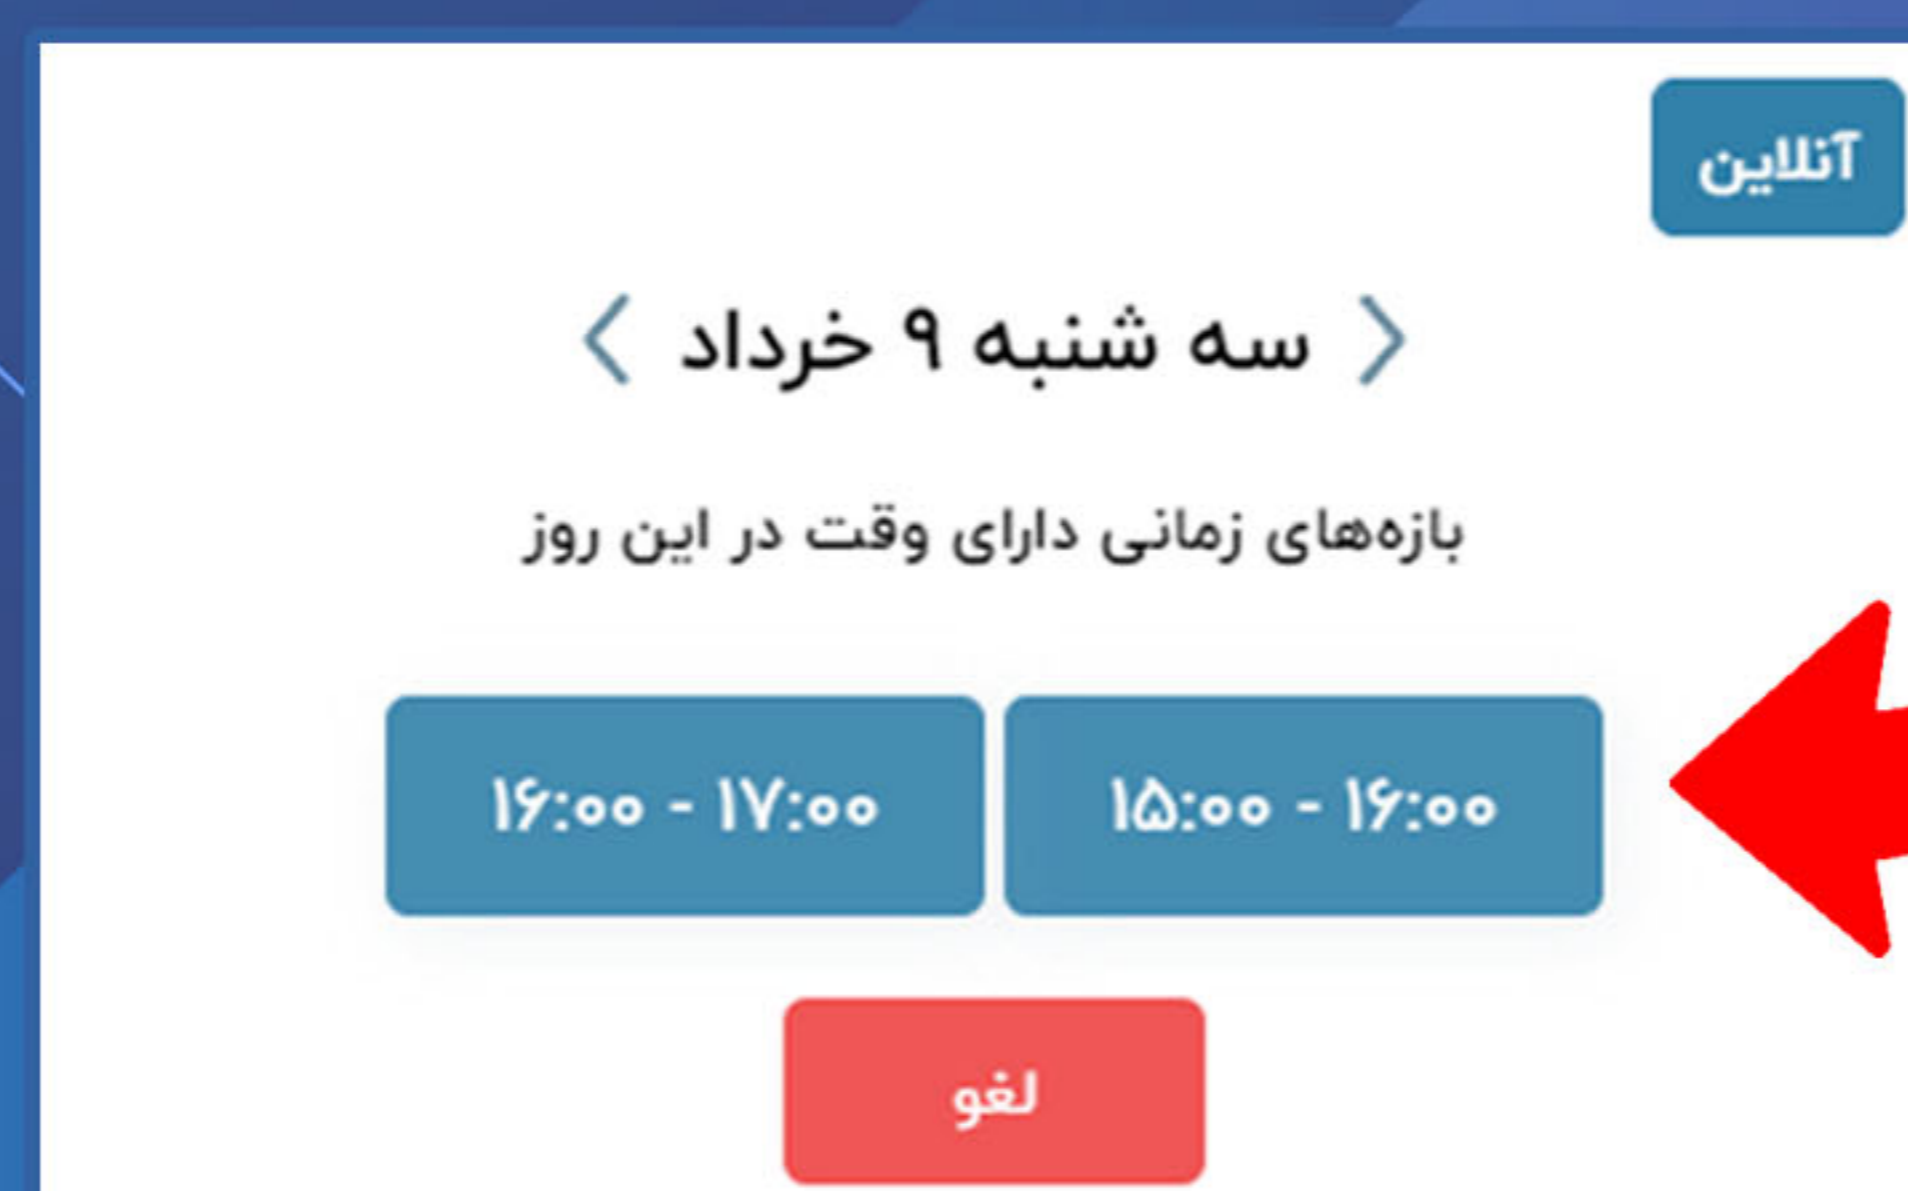 آنلاین
سه شنبه ۹ خرداد
بازه‌های زمانی دارای وقت در این روز
۱۵:۰۰ - ۱۶:۰۰
۱۶:۰۰ - ۱۷:۰۰
لغو